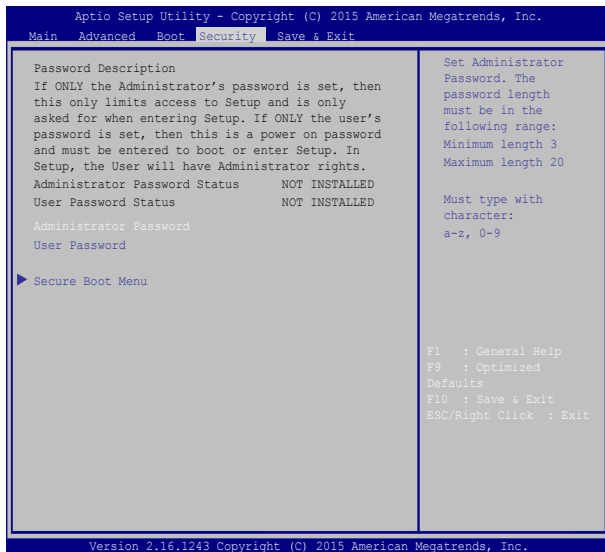 Aptio Setup Utility - Copyright (C) 2015 American Megatrends, Inc.
Main Advanced Boot Security Save & Exit
Password Description
If ONLY the Administrator's password is set, then
this only limits access to Setup and is only
asked for when entering Setup. If ONLY the user's
password is set, then this is a power on password
and must be entered to boot or enter Setup. In
Setup, the User will have Administrator rights.
Administrator Password Status NOT INSTALLED
User Password Status NOT INSTALLED
Administrator Password
User Password
Secure Boot Menu
Set Administrator
Password. The
password length
must be in the
following range:
Minimum length 3
Maximum length 20
Must type with
character:
a-z, 0-9
F1 : General Help
F9 : Optimized
Defaults
F10 : Save & Exit
ESC/Right Click : Exit
Version 2.16.1243 Copyright (C) 2015 American Megatrends, Inc.